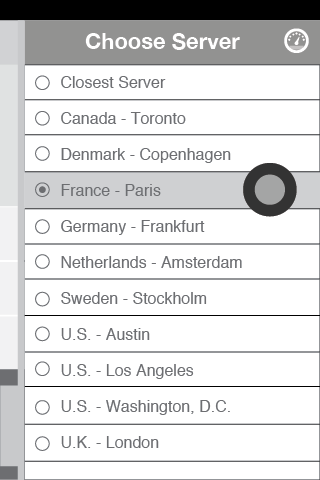 Choose Server
Closest Server
Canada - Toronto
Denmark - Copenhagen
France - Paris
Germany - Frankfurt
Netherlands - Amsterdam
Sweden - Stockholm
U.S. - Austin
U.S. - Los Angeles
U.S. - Washington, D.C.
U.K. - London